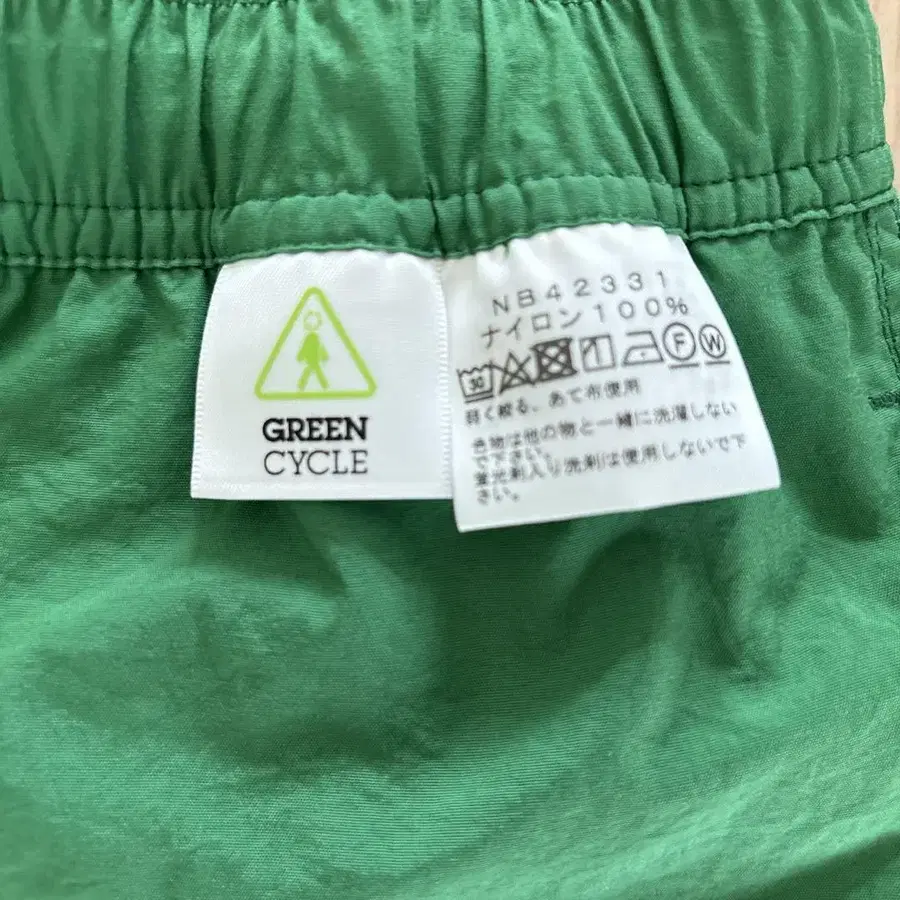 GREEN
CYCLE
NB42331
ナイロン100%
30 F W
軽く絞る、あて布使用
色物は他の物と一緒に洗濯しない
で下さい。
蛍光剤入り洗剤は使用しないで下
さい。